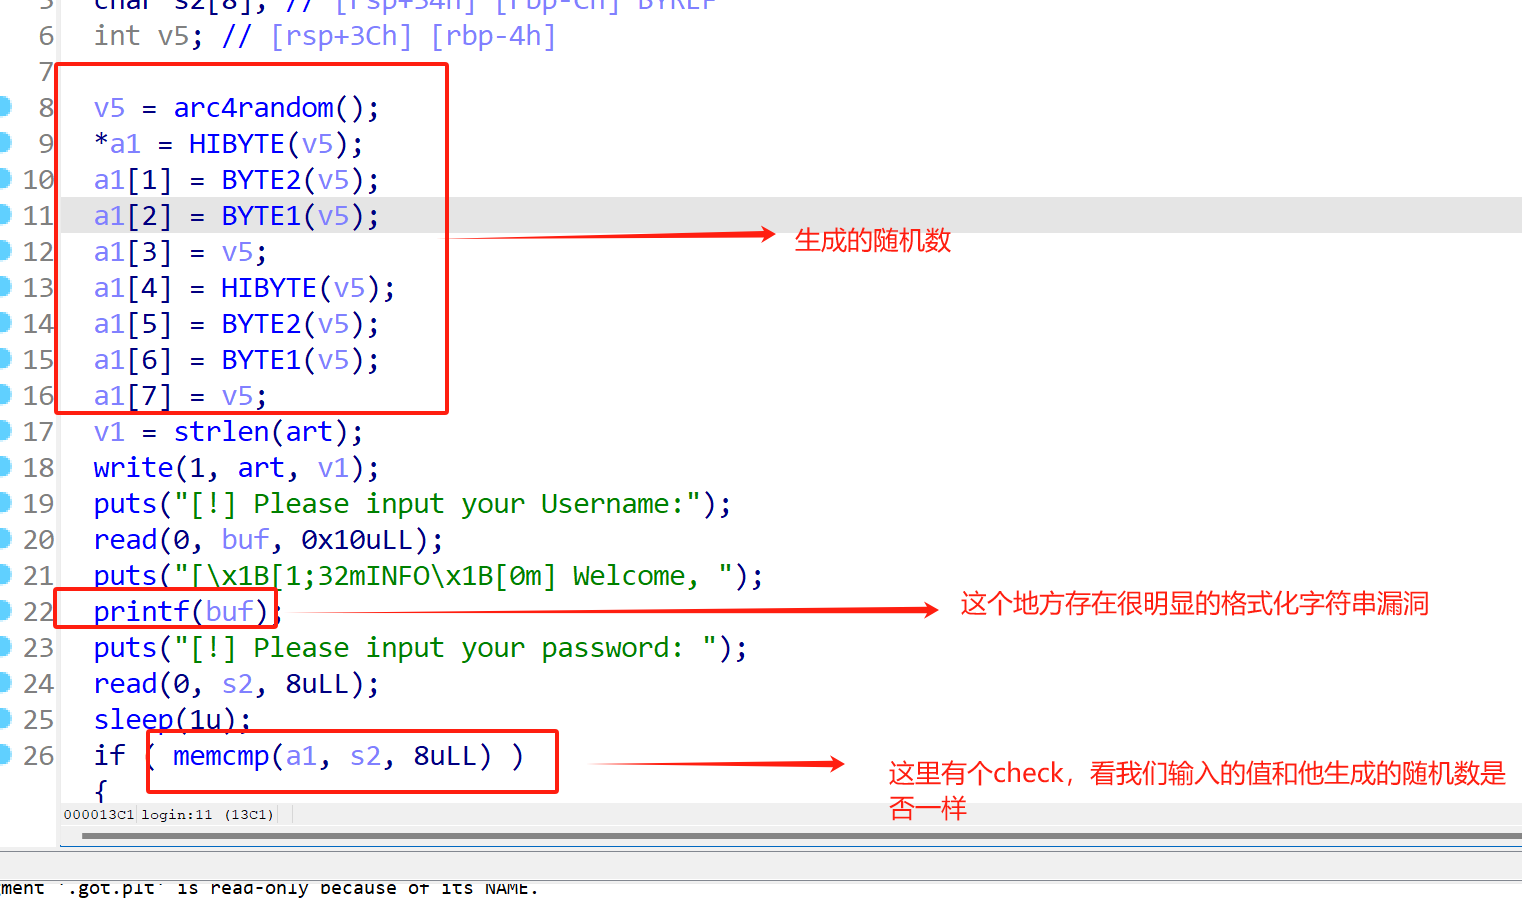 5 char s2[8]; // [rsp+34h] [rbp-Ch] BYREF
6 int v5; // [rsp+3Ch] [rbp-4h]
7
8 v5 = arc4random();
9 *a1 = HIBYTE(v5);
10 a1[1] = BYTE2(v5);
11 a1[2] = BYTE1(v5);
生成的随机数
12 a1[3] = v5;
13 a1[4] = HIBYTE(v5);
14 a1[5] = BYTE2(v5);
15 a1[6] = BYTE1(v5);
16 a1[7] = v5;
17 v1 = strlen(art);
18 write(1, art, v1);
19 puts("[!] Please input your Username:");
20 read(0, buf, 0x10uLL);
21 puts("[\x1B[1;32mINFO\x1B[0m] Welcome, ");
22 printf(buf);
这个地方存在很明显的格式化字符串漏洞
23 puts("[!] Please input your password: ");
24 read(0, s2, 8uLL);
25 sleep(1u);
26 if ( memcmp(a1, s2, 8uLL) )
这里有个check，看我们输入的值和他生成的随机数是
否一样
{
000013C1 login:11 (13C1)
gment '.got.plt' is read-only because of its NAME.